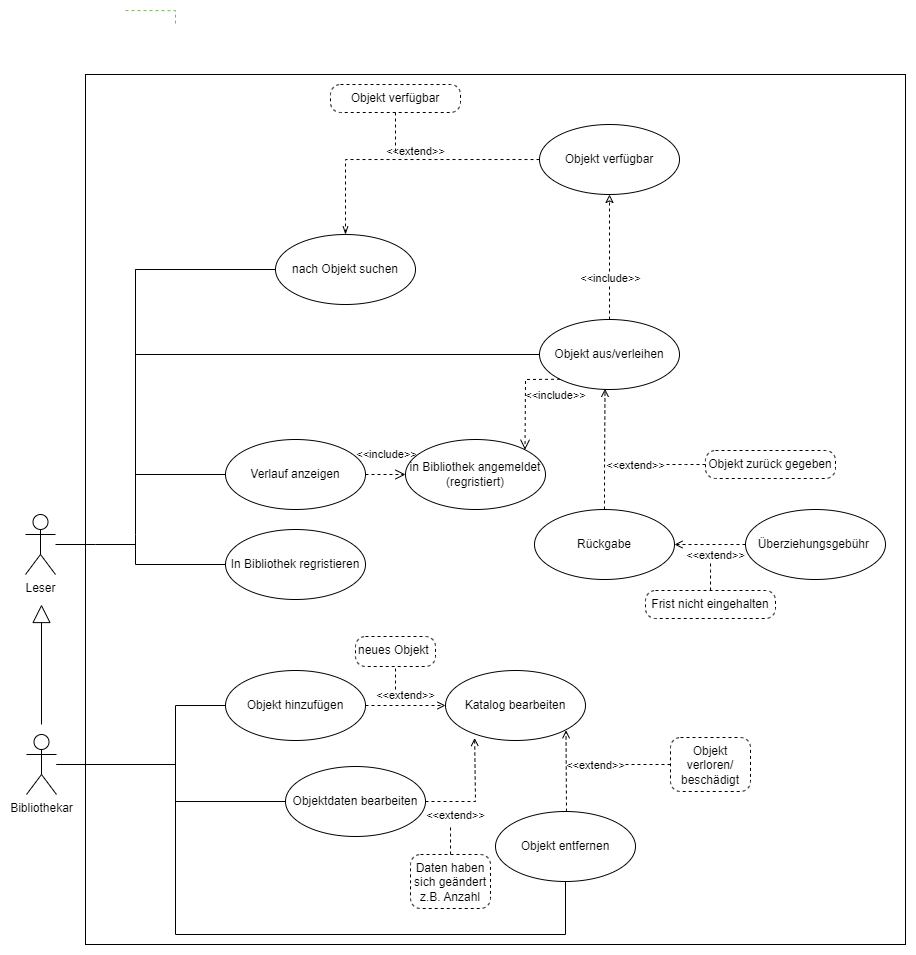 Objekt verfügbar
<<extend>>
Objekt verfügbar
nach Objekt suchen
<<include>>
Objekt aus/verleihen
<<include>>
Verlauf anzeigen
<<include>>
in Bibliothek angemeldet
(regristiert)
<<extend>>
Objekt zurück gegeben
Leser
In Bibliothek regristieren
Rückgabe
<<extend>>
Überziehungsgebühr
Frist nicht eingehalten
neues Objekt
Objekt hinzufügen
<<extend>>
Katalog bearbeiten
Bibliothekar
Objektdaten bearbeiten
<<extend>>
<<extend>>
Objekt
verloren/
beschädigt
Objekt entfernen
Daten haben
sich geändert
z.B. Anzahl